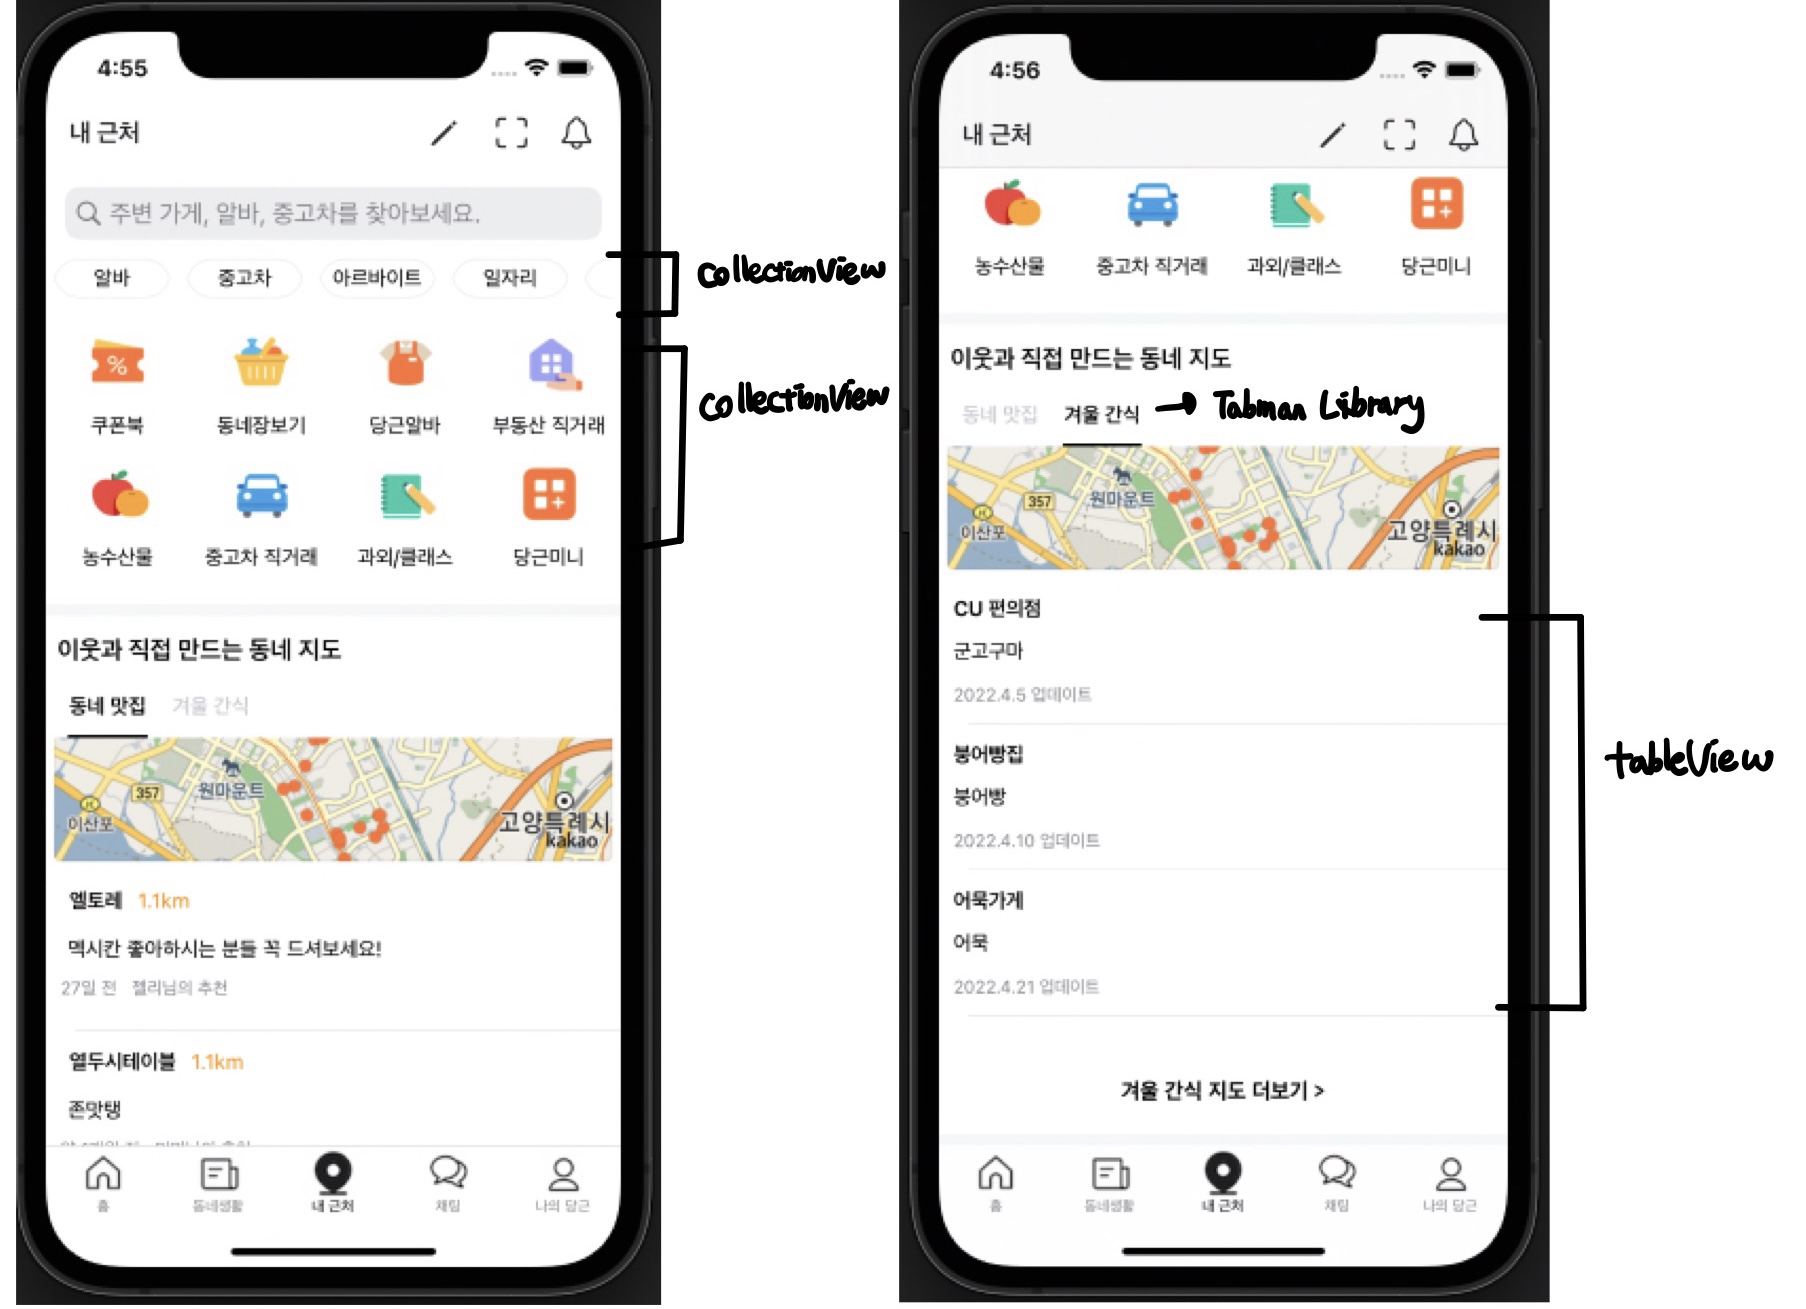 4:55
내 근처
주변 가게, 알바, 중고차를 찾아보세요.
알바 중고차 아르바이트 일자리
쿠폰북 동네장보기 당근알바 부동산 직거래
농수산물 중고차 직거래 과외/클래스 당근미니
이웃과 직접 만드는 동네 지도
동네 맛집 겨울 간식
357 원마운트
이산포 고양특례시
kakao
엘토레 1.1km
멕시칸 좋아하시는 분들 꼭 드셔보세요!
27일 전 젤리님의 추천
열두시테이블 1.1km
존맛탱
홈 동네생활 내 근처 채팅 나의 당근
collectionView
collectionView
4:56
내 근처
농수산물 중고차 직거래 과외/클래스 당근미니
이웃과 직접 만드는 동네 지도
동네 맛집 겨울 간식 → Tabman Library
357 원마운트
이산포 고양특례시
kakao
CU 편의점
군고구마
2022.4.5 업데이트
붕어빵집
붕어빵
2022.4.10 업데이트
어묵가게
어묵
2022.4.21 업데이트
겨울 간식 지도 더보기 >
홈 동네생활 내 근처 채팅 나의 당근
tableView